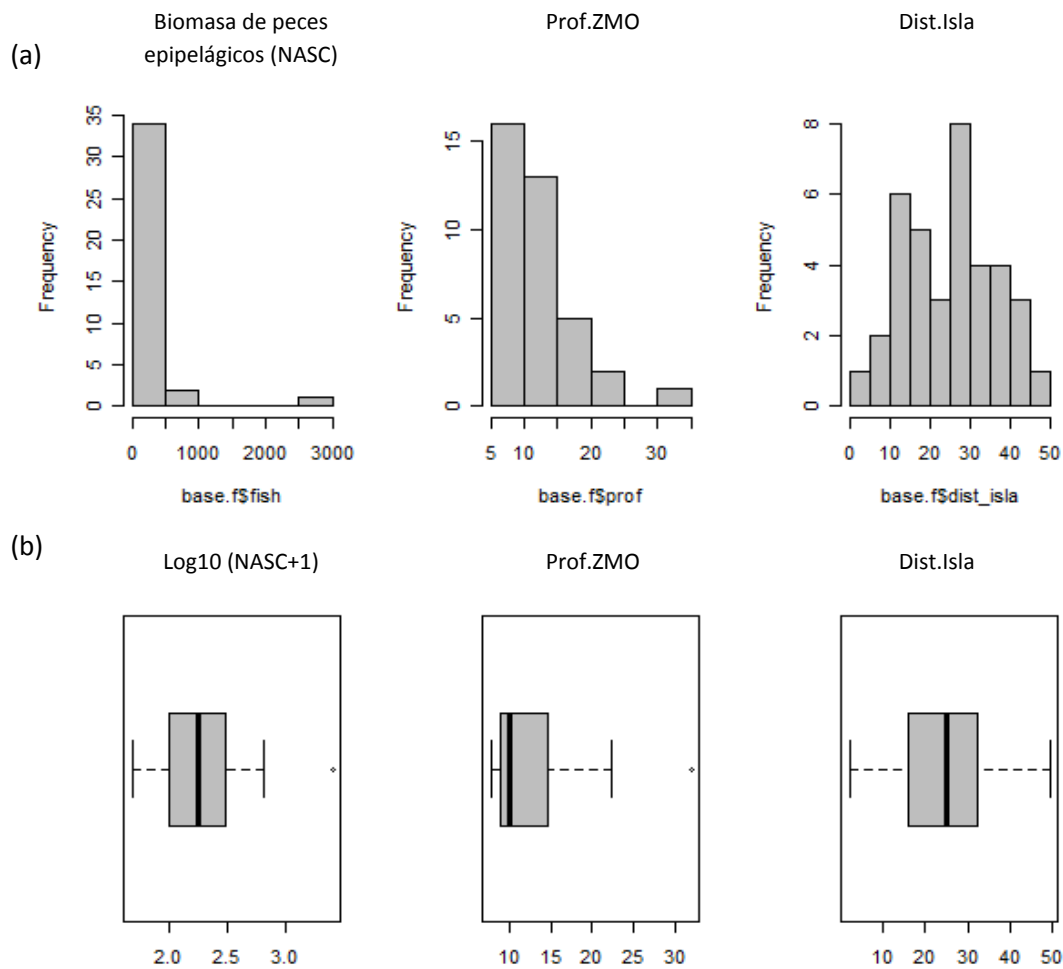 (a)
Biomasa de peces
epipelágicos (NASC)
Prof.ZMO
Dist.Isla
Frequency
0 5 10 15 20 25 30 35
0 1000 2000 3000
base.f$fish
Frequency
0 5 10 15
5 10 20 30
base.f$prof
Frequency
0 2 4 6 8
0 10 20 30 40 50
base.f$dist_isla
(b)
Log10 (NASC+1)
Prof.ZMO
Dist.Isla
2.0 2.5 3.0
10 15 20 25 30
10 20 30 40 50